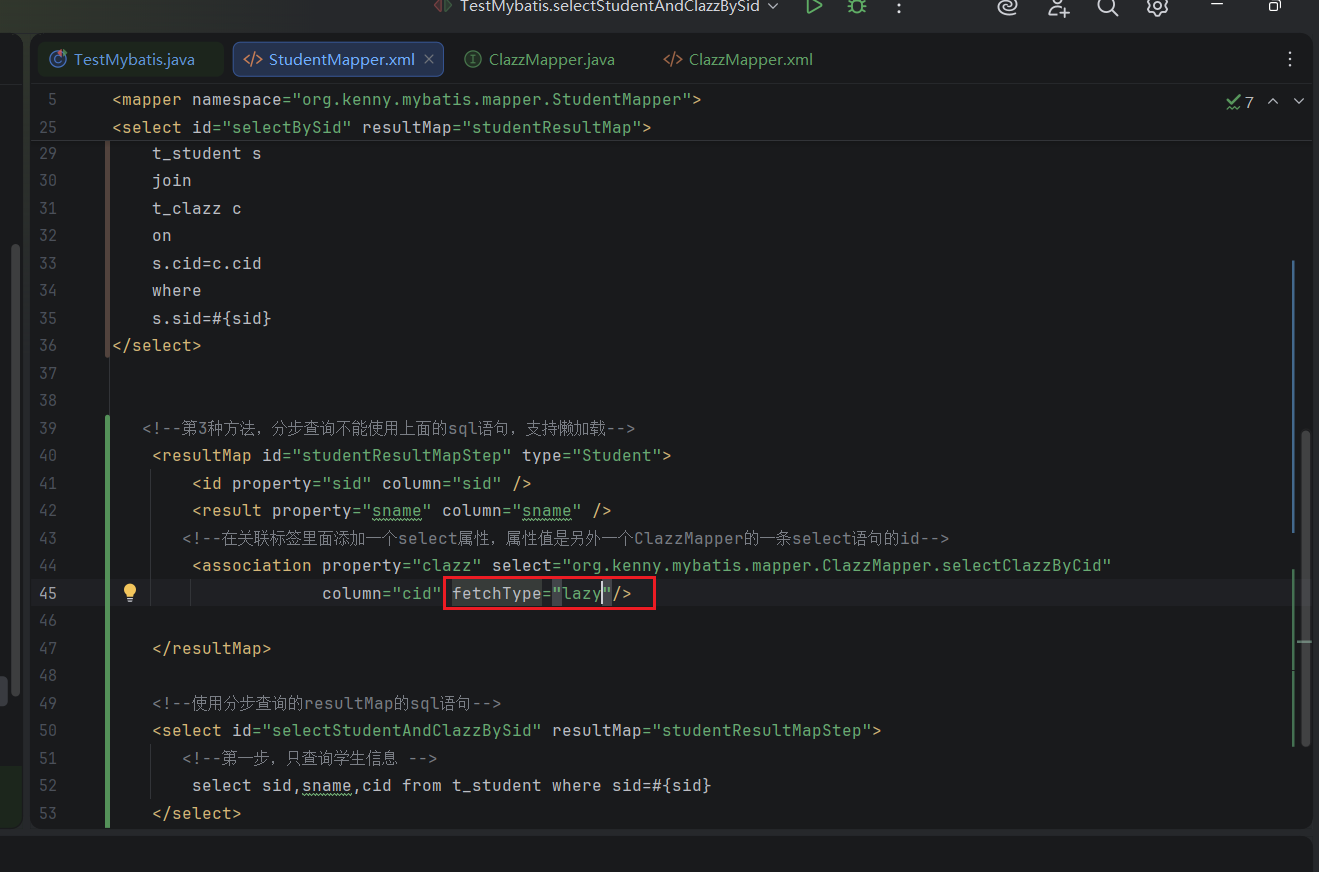 TestMybatis.selectStudentAndClazzBySid
TestMybatis.java
</> StudentMapper.xml ×
ClazzMapper.java
</> ClazzMapper.xml
5 <mapper namespace="org.kenny.mybatis.mapper.StudentMapper">
7
25 <select id="selectBySid" resultMap="studentResultMap">
29 t_student s
30 join
31 t_clazz c
32 on
33 s.cid=c.cid
34 where
35 s.sid=#{sid}
36 </select>
37
38
39 <!--第3种方法，分步查询不能使用上面的sql语句，支持懒加载-->
40 <resultMap id="studentResultMapStep" type="Student">
41 <id property="sid" column="sid" />
42 <result property="sname" column="sname" />
43 <!--在关联标签里面添加一个select属性，属性值是另外一个ClazzMapper的一条select语句的id-->
44 <association property="clazz" select="org.kenny.mybatis.mapper.ClazzMapper.selectClazzByCid"
45 column="cid" fetchType="lazy"/>
46
47 </resultMap>
48
49 <!--使用分步查询的resultMap的sql语句-->
50 <select id="selectStudentAndClazzBySid" resultMap="studentResultMapStep">
51 <!--第一步，只查询学生信息 -->
52 select sid,sname,cid from t_student where sid=#{sid}
53 </select>